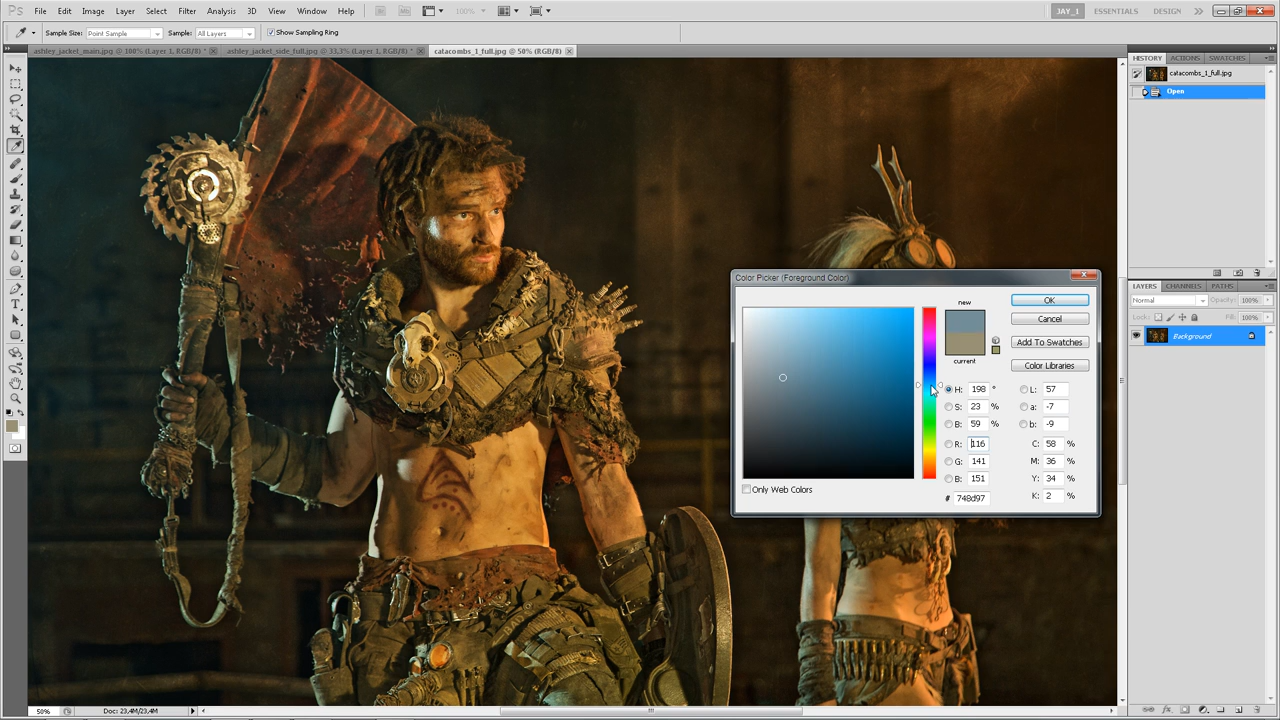 Ps File Edit Image Layer Select Filter Analysis 3D View Window Help 100% JAY_1 ESSENTIALS DESIGN
Sample Size: Point Sample Sample: All Layers Show Sampling Ring
ashley_jacket_main.jpg @ 100% (Layer 1, RGB/8) * ashley_jacket_side_full.jpg @ 33,3% (Layer 1, RGB/8) * catacombs_1_full.jpg @ 50% (RGB/8)
HISTORY ACTIONS SWATCHES
catacombs_1_full.jpg
Open
Color Picker (Foreground Color)
new
current
OK
Cancel
Add To Swatches
Color Libraries
H: 198 °
S: 23 %
B: 59 %
R: 116
G: 141
B: 151
# 748d97
L: 57
a: -7
b: -9
C: 58 %
M: 36 %
Y: 34 %
K: 2 %
Only Web Colors
LAYERS CHANNELS PATHS
Normal Opacity: 100%
Lock: Fill: 100%
Background
T
50% Doc: 23,4M/23,4M